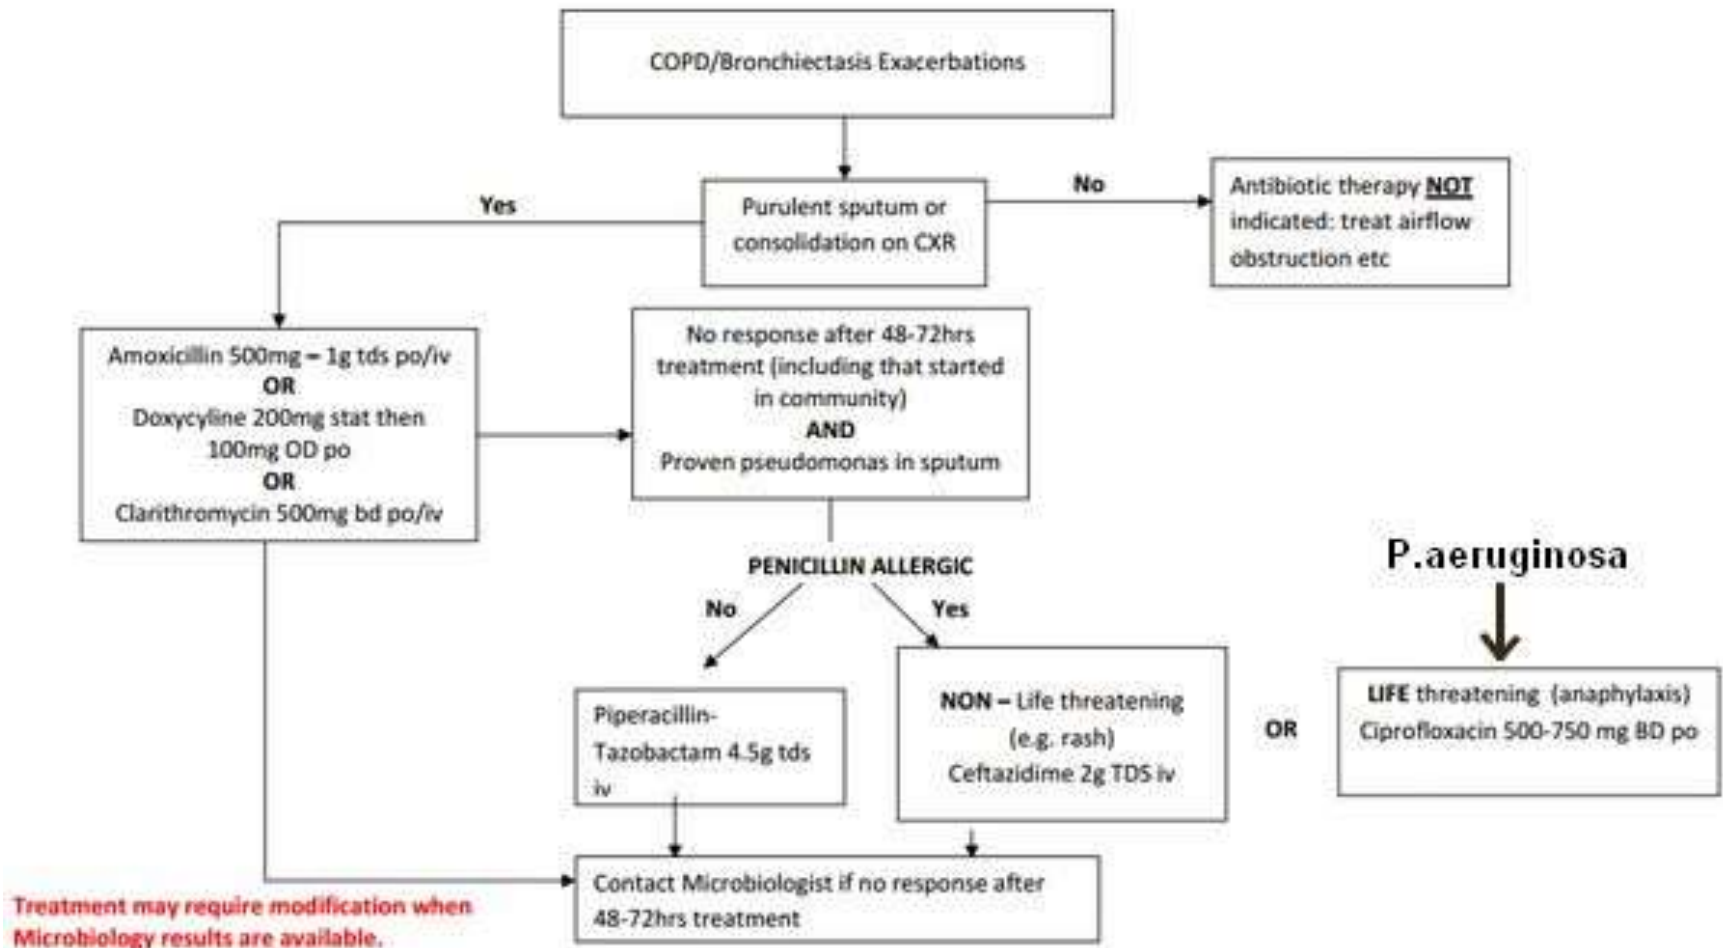 COPD/Bronchiectasis Exacerbations
Yes
Purulent sputum or
consolidation on CXR
No
Antibiotic therapy NOT
indicated: treat airflow
obstruction etc
Amoxicillin 500mg – 1g tds po/iv
OR
Doxycyline 200mg stat then
100mg OD po
OR
Clarithromycin 500mg bd po/iv
No response after 48-72hrs
treatment (including that started
in community)
AND
Proven pseudomonas in sputum
PENICILLIN ALLERGIC
No
Yes
Piperacillin-
Tazobactam 4.5g tds
iv
NON – Life threatening
(e.g. rash)
Ceftazidime 2g TDS iv
OR
P.aeruginosa
LIFE threatening (anaphylaxis)
Ciprofloxacin 500-750 mg BD po
Contact Microbiologist if no response after
48-72hrs treatment
Treatment may require modification when
Microbiology results are available.